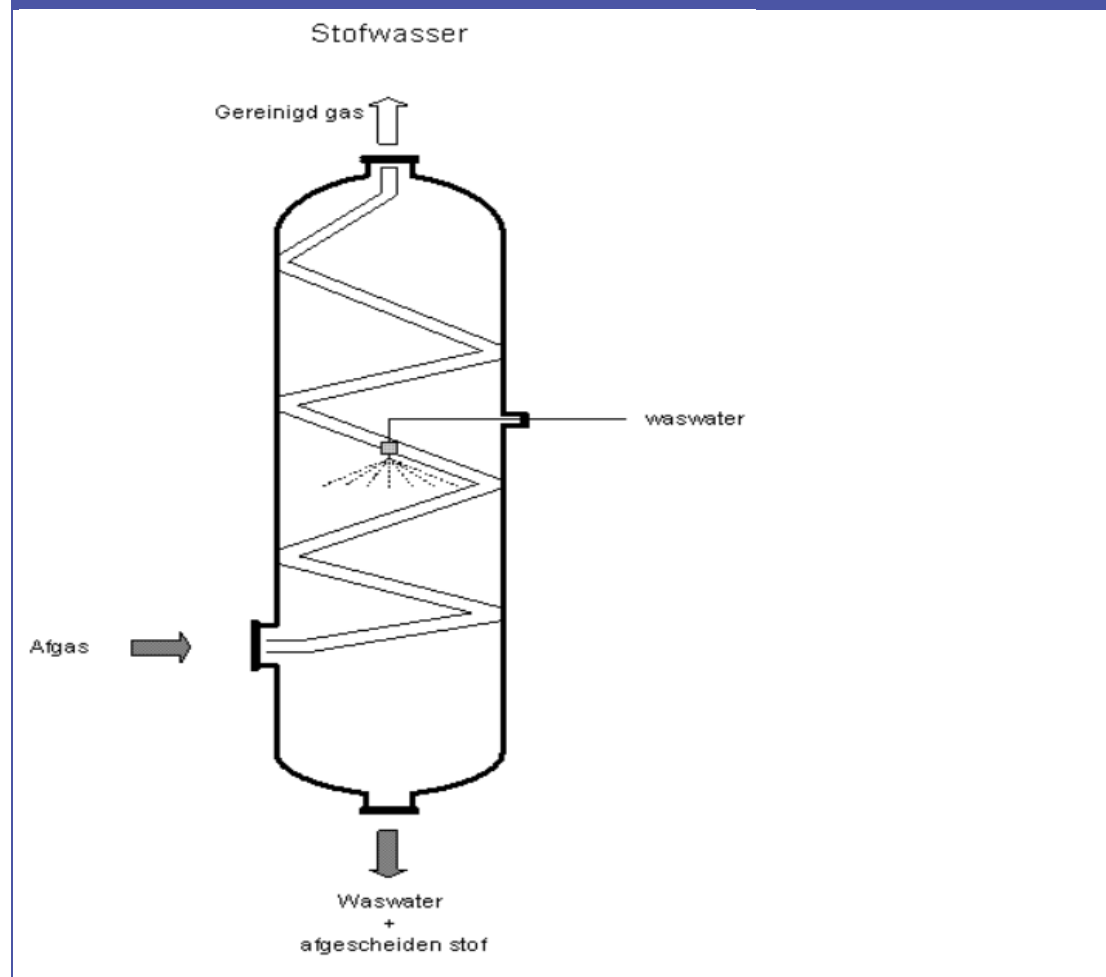 Stofwasser
Gereinigd gas
waswater
Afgas
Waswater
+
afgescheiden stof